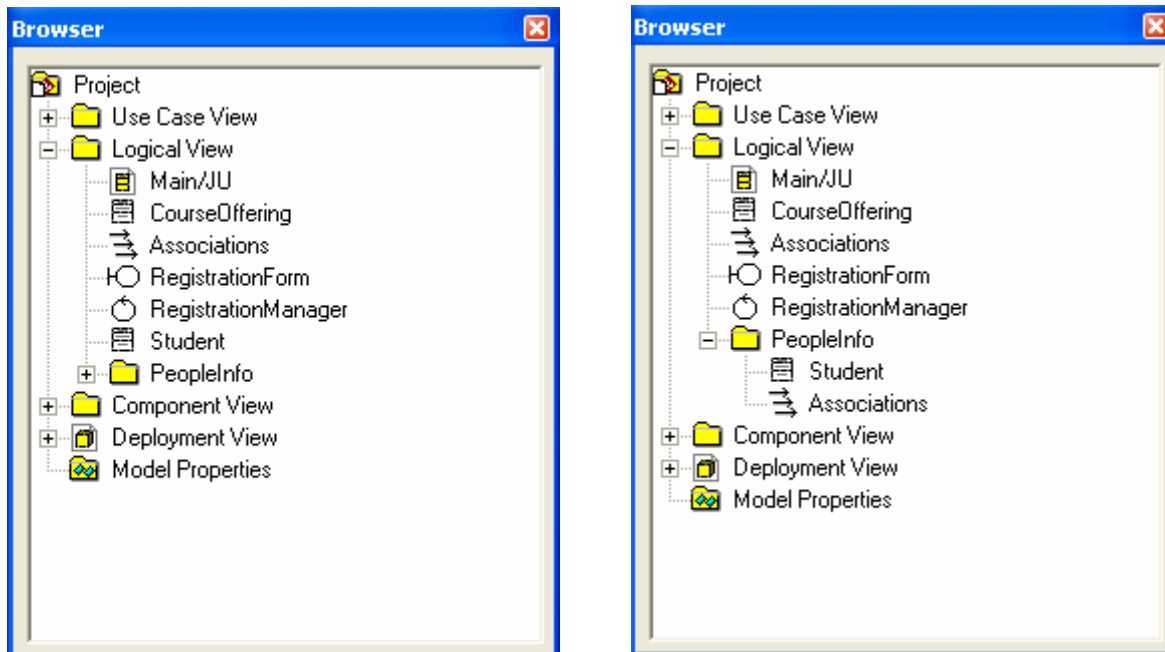 Browser
Project
Use Case View
Logical View
Main/JU
CourseOffering
Associations
RegistrationForm
RegistrationManager
Student
PeopleInfo
Component View
Deployment View
Model Properties
Browser
Project
Use Case View
Logical View
Main/JU
CourseOffering
Associations
RegistrationForm
RegistrationManager
PeopleInfo
Student
Associations
Component View
Deployment View
Model Properties